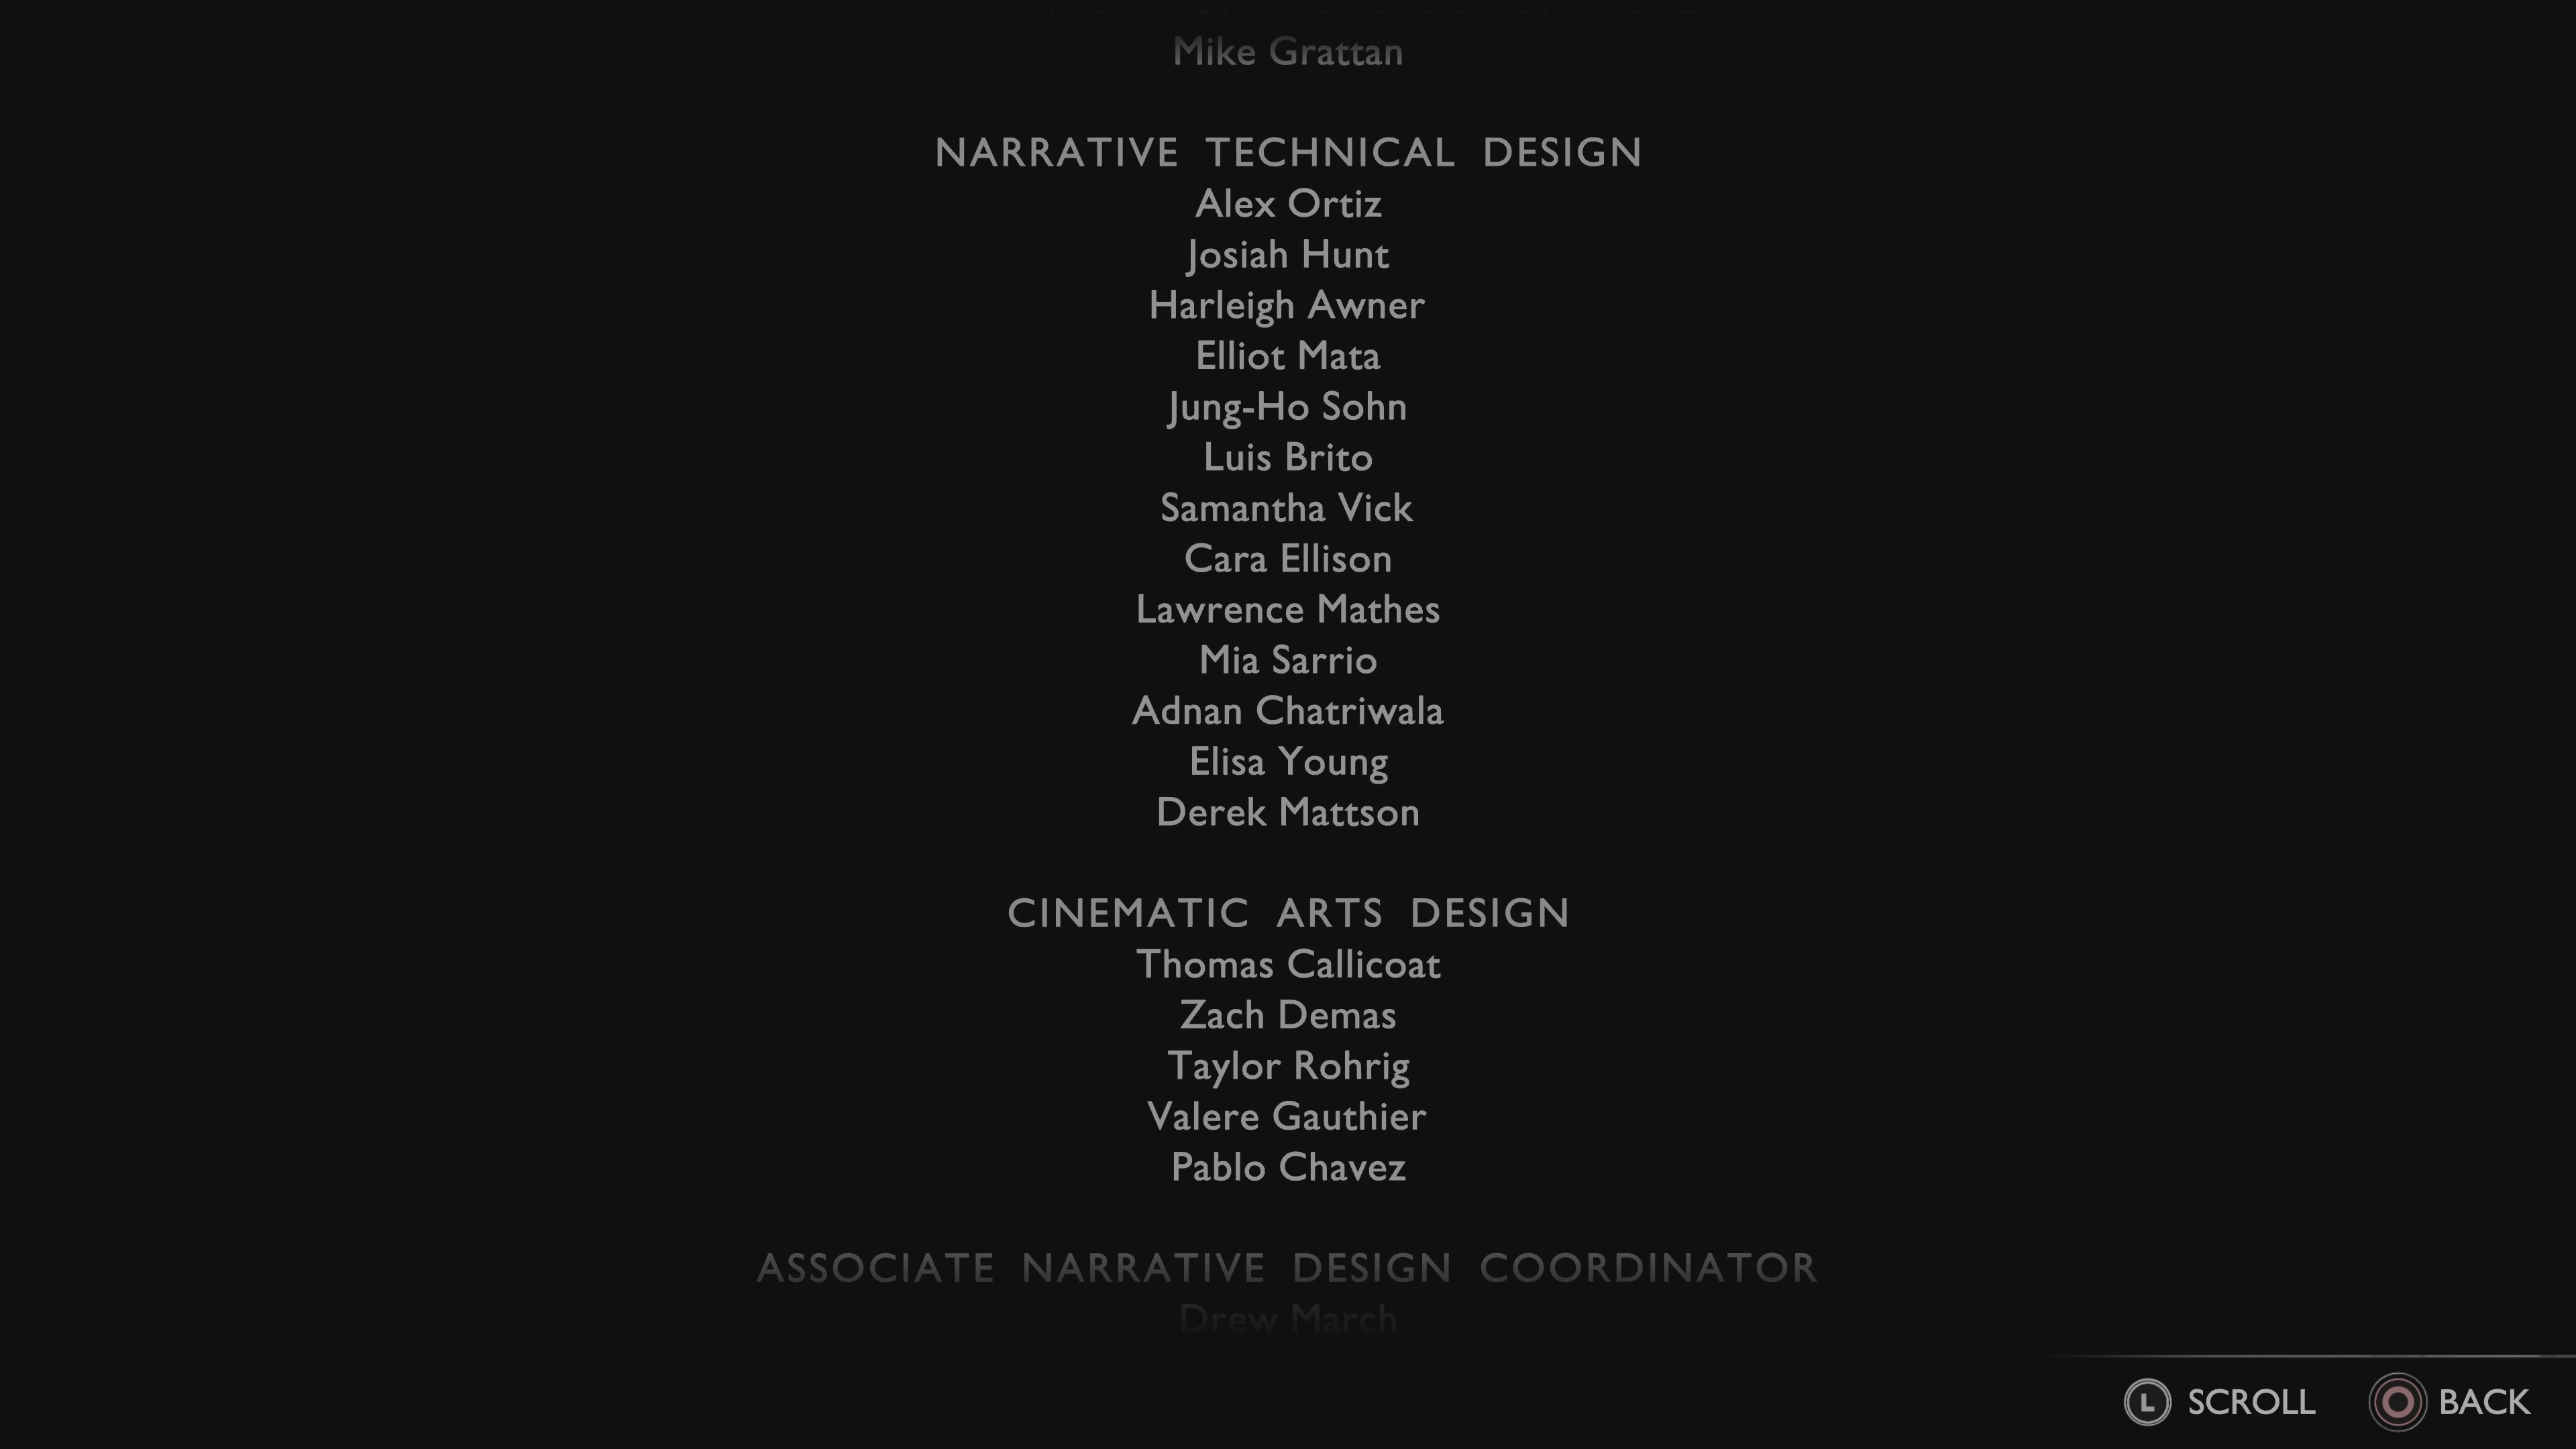 Mike Grattan
NARRATIVE TECHNICAL DESIGN
Alex Ortiz
Josiah Hunt
Harleigh Awner
Elliot Mata
Jung-Ho Sohn
Luis Brito
Samantha Vick
Cara Ellison
Lawrence Mathes
Mia Sarrio
Adnan Chatriwala
Elisa Young
Derek Mattson
CINEMATIC ARTS DESIGN
Thomas Callicoat
Zach Demas
Taylor Rohrig
Valere Gauthier
Pablo Chavez
ASSOCIATE NARRATIVE DESIGN COORDINATOR
Drew March
L SCROLL BACK